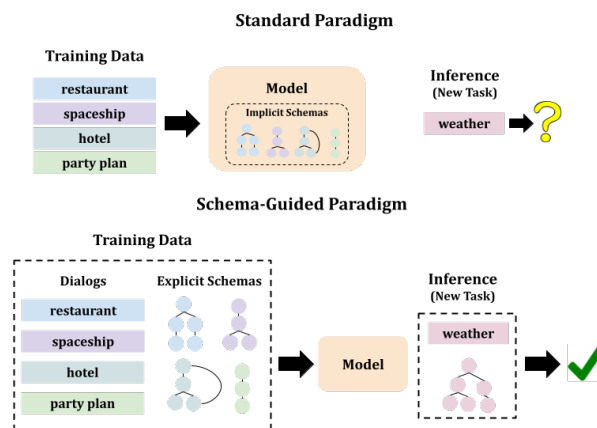 Standard Paradigm
Training Data
restaurant
spaceship
hotel
party plan
Model
Implicit Schemas
Inference
(New Task)
weather
?
Schema-Guided Paradigm
Training Data
Dialogs
Explicit Schemas
restaurant
spaceship
hotel
party plan
Model
Inference
(New Task)
weather